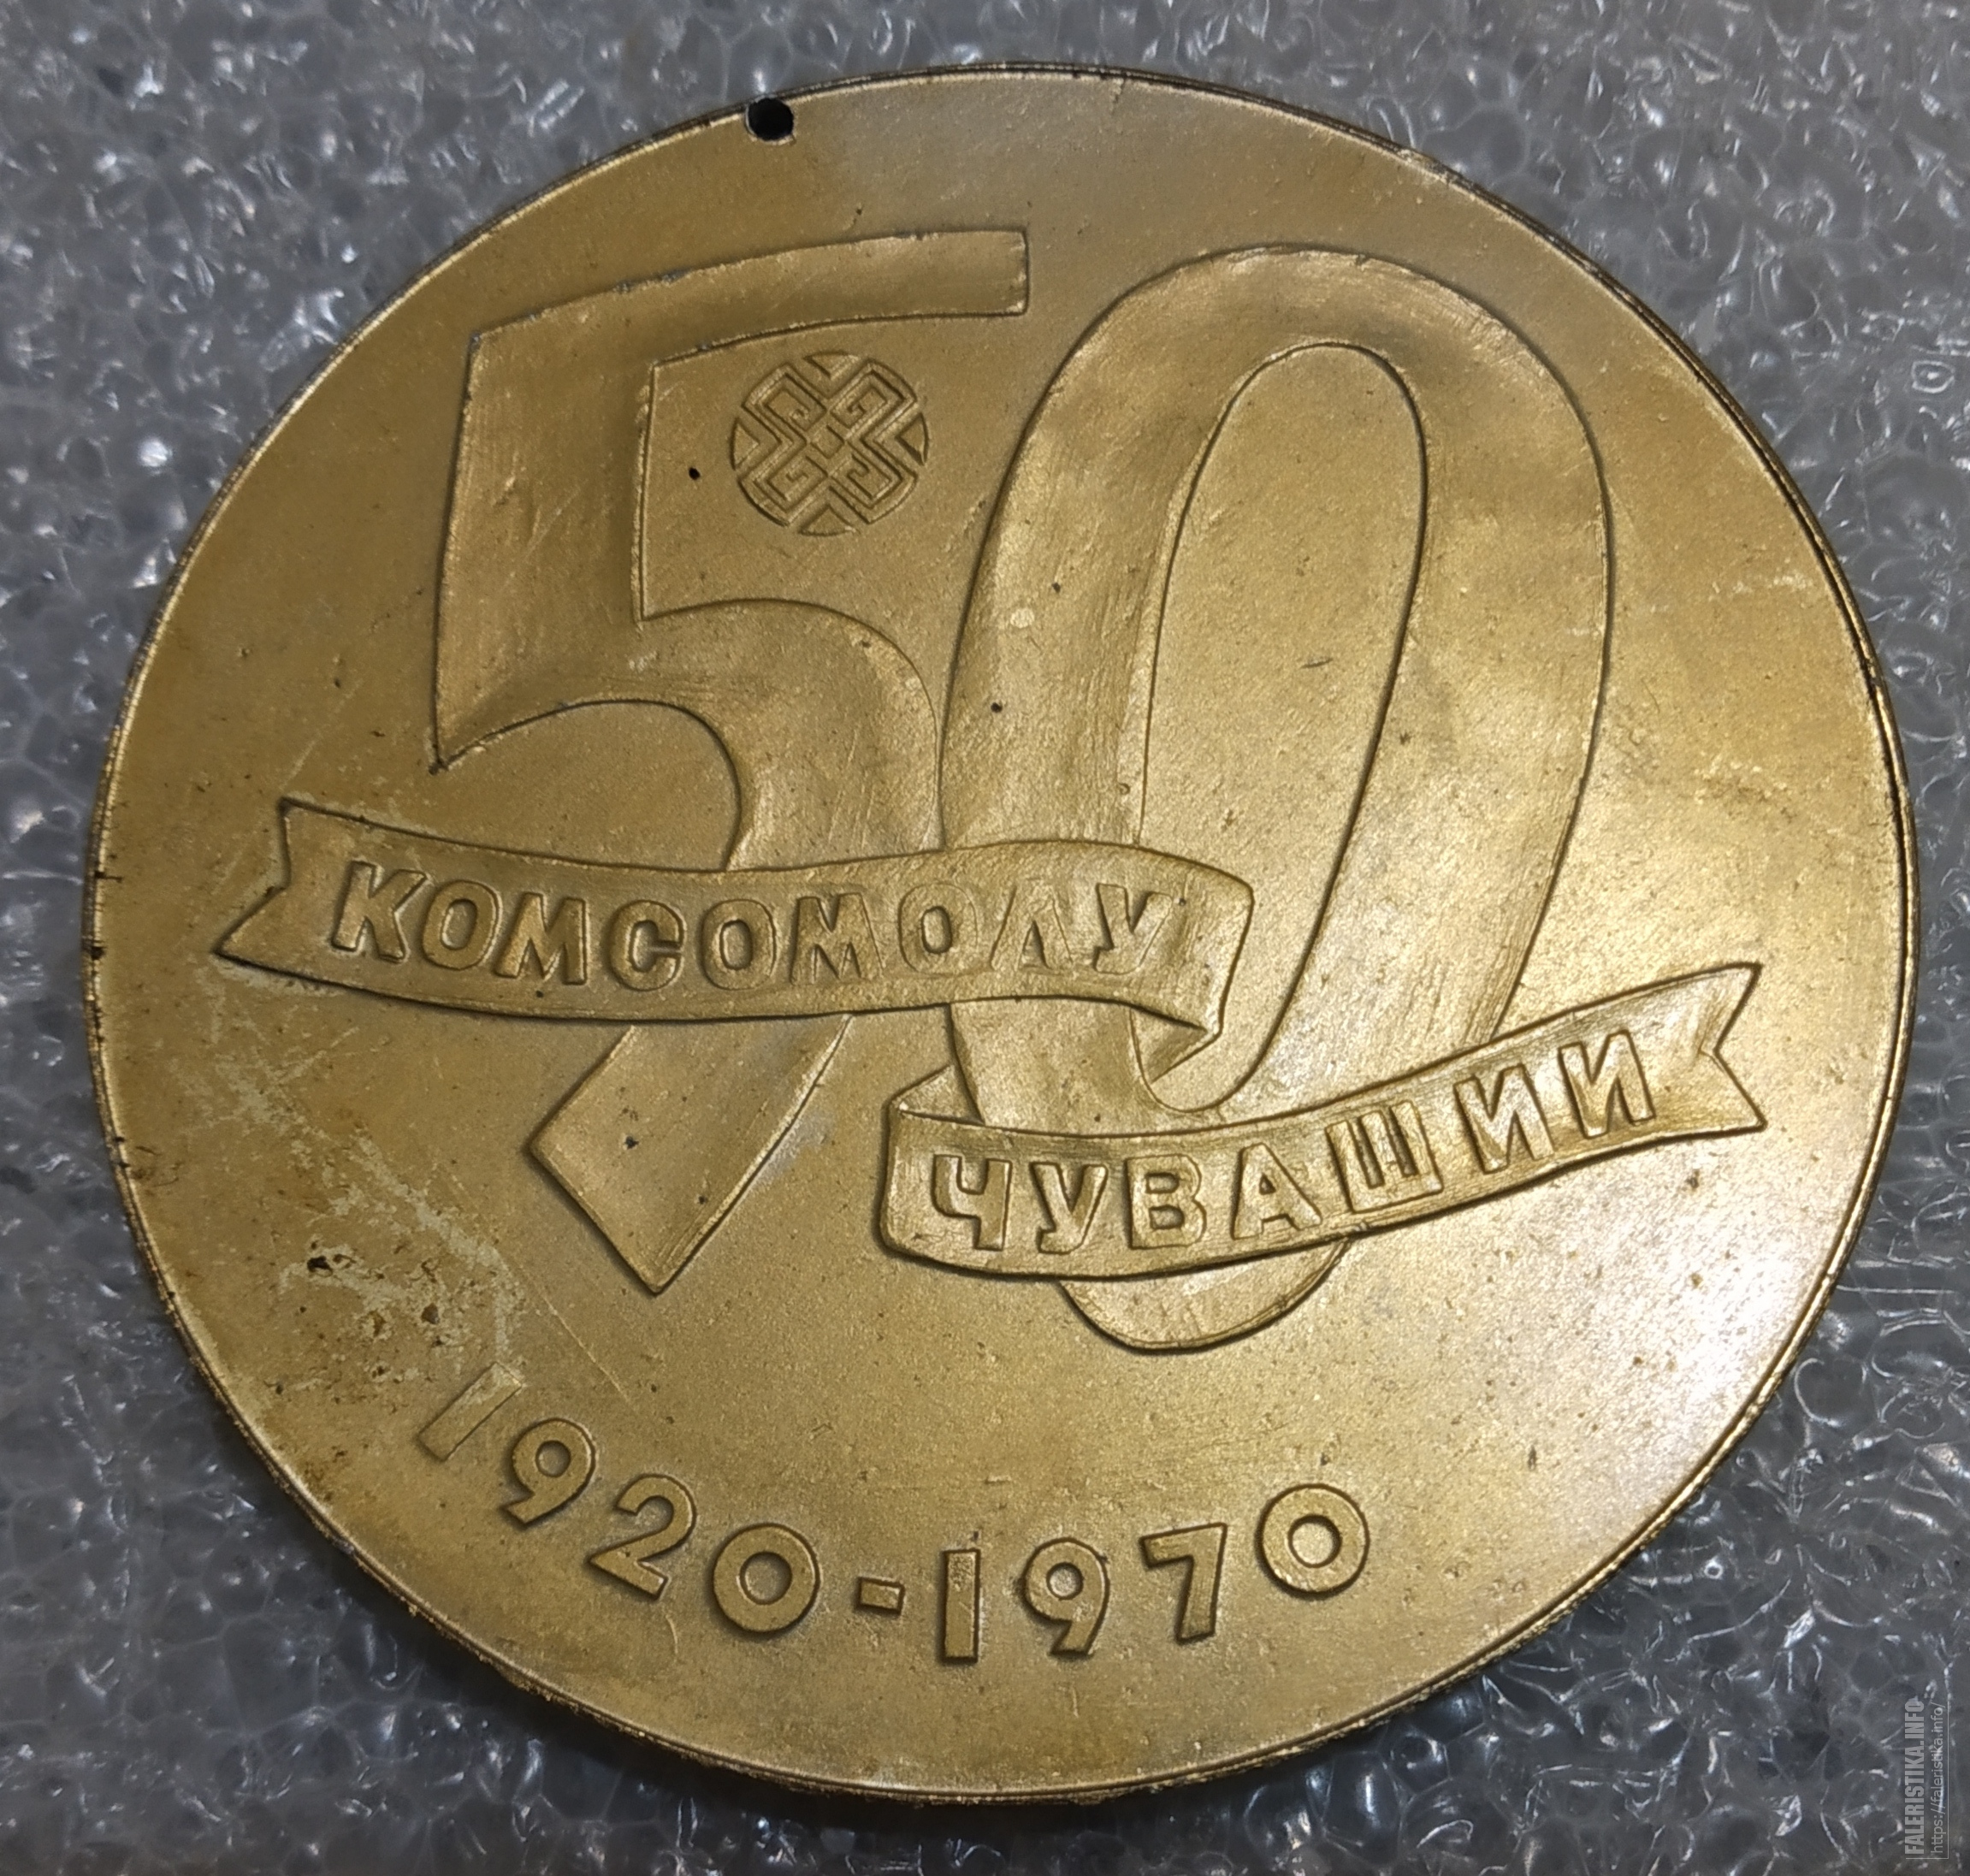 50
КОМСОМОЛУ
ЧУВАШИИ
1920-1970
FALERISTIKA.INFO
https://faleristika.info/